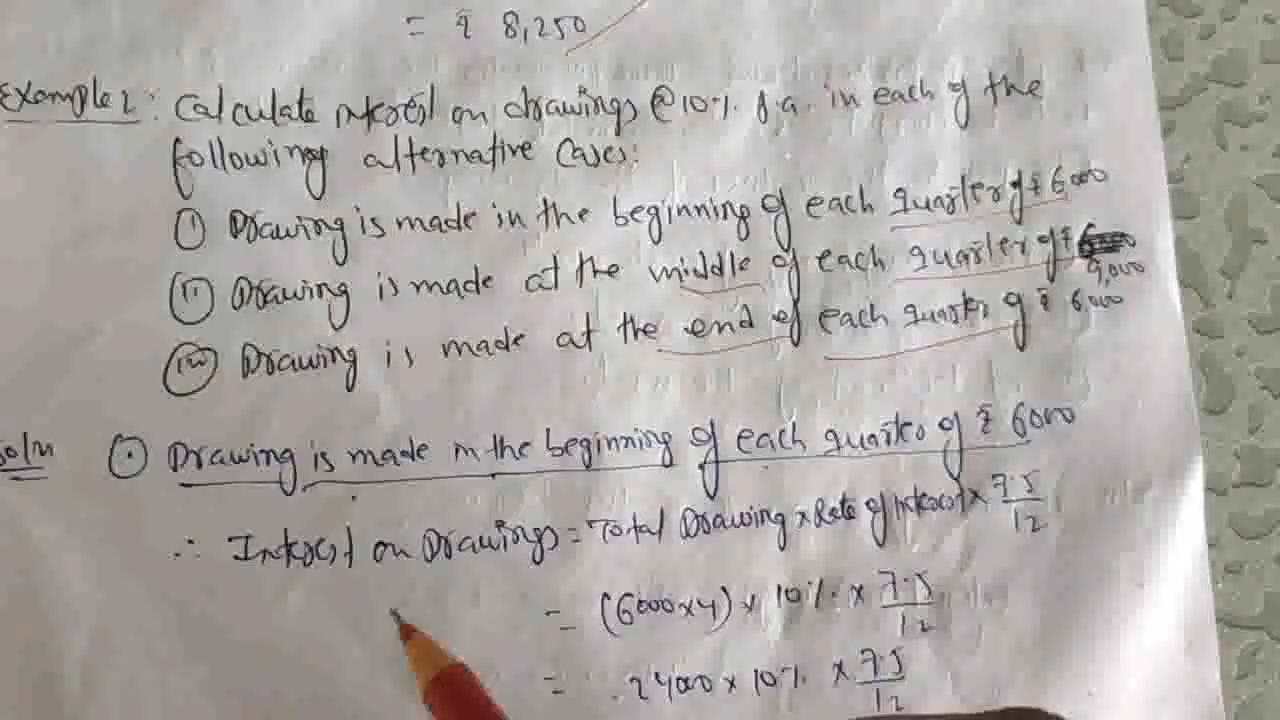 = ₹ 8,250
Example 2: Calculate interest on drawings @ 10% p.a. in each of the
following alternative cases:
(i) Drawing is made in the beginning of each quarter of ₹ 6000
(ii) Drawing is made at the middle of each quarter of ₹
9,000
(iii) Drawing is made at the end of each quarter of ₹ 6,000
Soln (i) Drawing is made in the beginning of each quarter of ₹ 6000
∴ Interest on Drawings = Total Drawing × Rate of Interest × 7.5/12
= (6000×4) × 10% × 7.5/12
= 24000 × 10% × 7.5/12